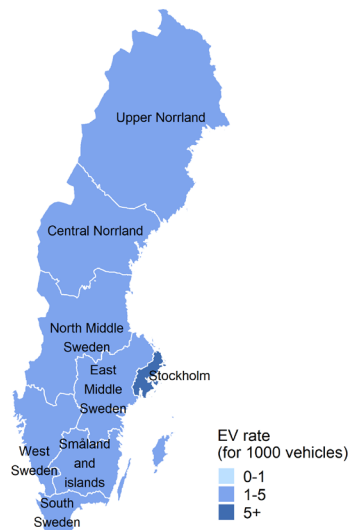 Upper Norrland
Central Norrland
North Middle
Sweden
Stockholm
East
Middle
Sweden
West
Sweden
Småland
and
islands
South
Sweden
EV rate
(for 1000 vehicles)
0-1
1-5
5+